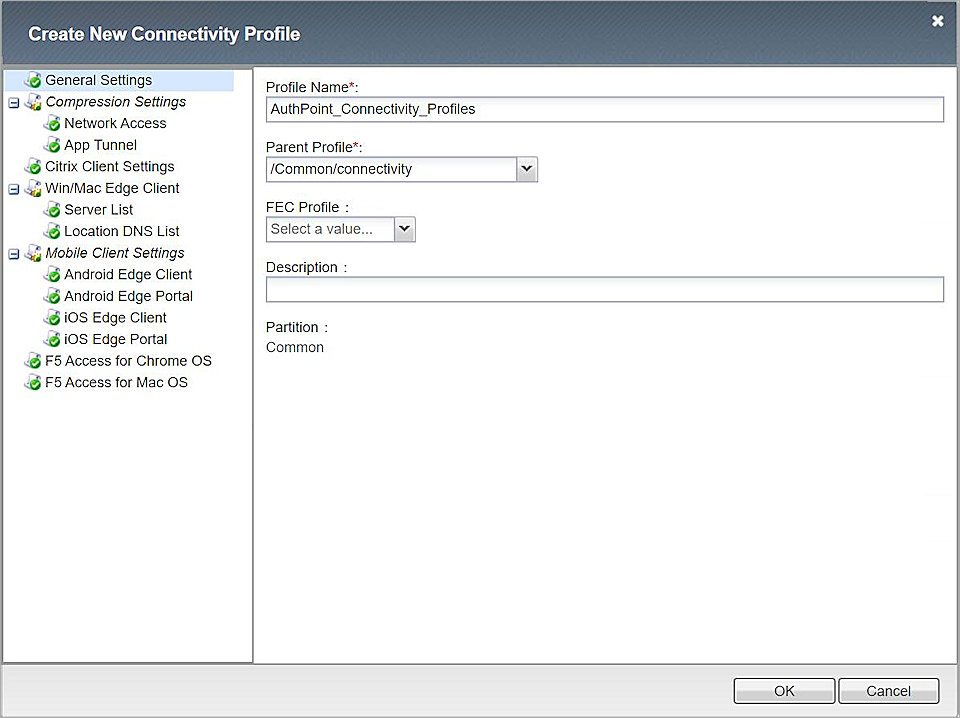 Create New Connectivity Profile
General Settings
Compression Settings
Network Access
App Tunnel
Citrix Client Settings
Win/Mac Edge Client
Server List
Location DNS List
Mobile Client Settings
Android Edge Client
Android Edge Portal
iOS Edge Client
iOS Edge Portal
F5 Access for Chrome OS
F5 Access for Mac OS
Profile Name*:
AuthPoint_Connectivity_Profiles
Parent Profile*:
/Common/connectivity
FEC Profile :
Select a value...
Description :
Partition :
Common
OK
Cancel